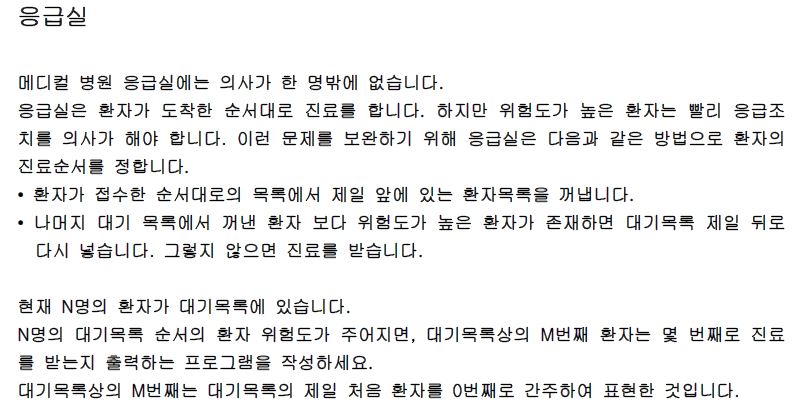 응급실
메디컬 병원 응급실에는 의사가 한 명밖에 없습니다.
응급실은 환자가 도착한 순서대로 진료를 합니다. 하지만 위험도가 높은 환자는 빨리 응급조
치를 의사가 해야 합니다. 이런 문제를 보완하기 위해 응급실은 다음과 같은 방법으로 환자의
진료순서를 정합니다.
• 환자가 접수한 순서대로의 목록에서 제일 앞에 있는 환자목록을 꺼냅니다.
• 나머지 대기 목록에서 꺼낸 환자 보다 위험도가 높은 환자가 존재하면 대기목록 제일 뒤로
다시 넣습니다. 그렇지 않으면 진료를 받습니다.
현재 N명의 환자가 대기목록에 있습니다.
N명의 대기목록 순서의 환자 위험도가 주어지면, 대기목록상의 M번째 환자는 몇 번째로 진료
를 받는지 출력하는 프로그램을 작성하세요.
대기목록상의 M번째는 대기목록의 제일 처음 환자를 0번째로 간주하여 표현한 것입니다.